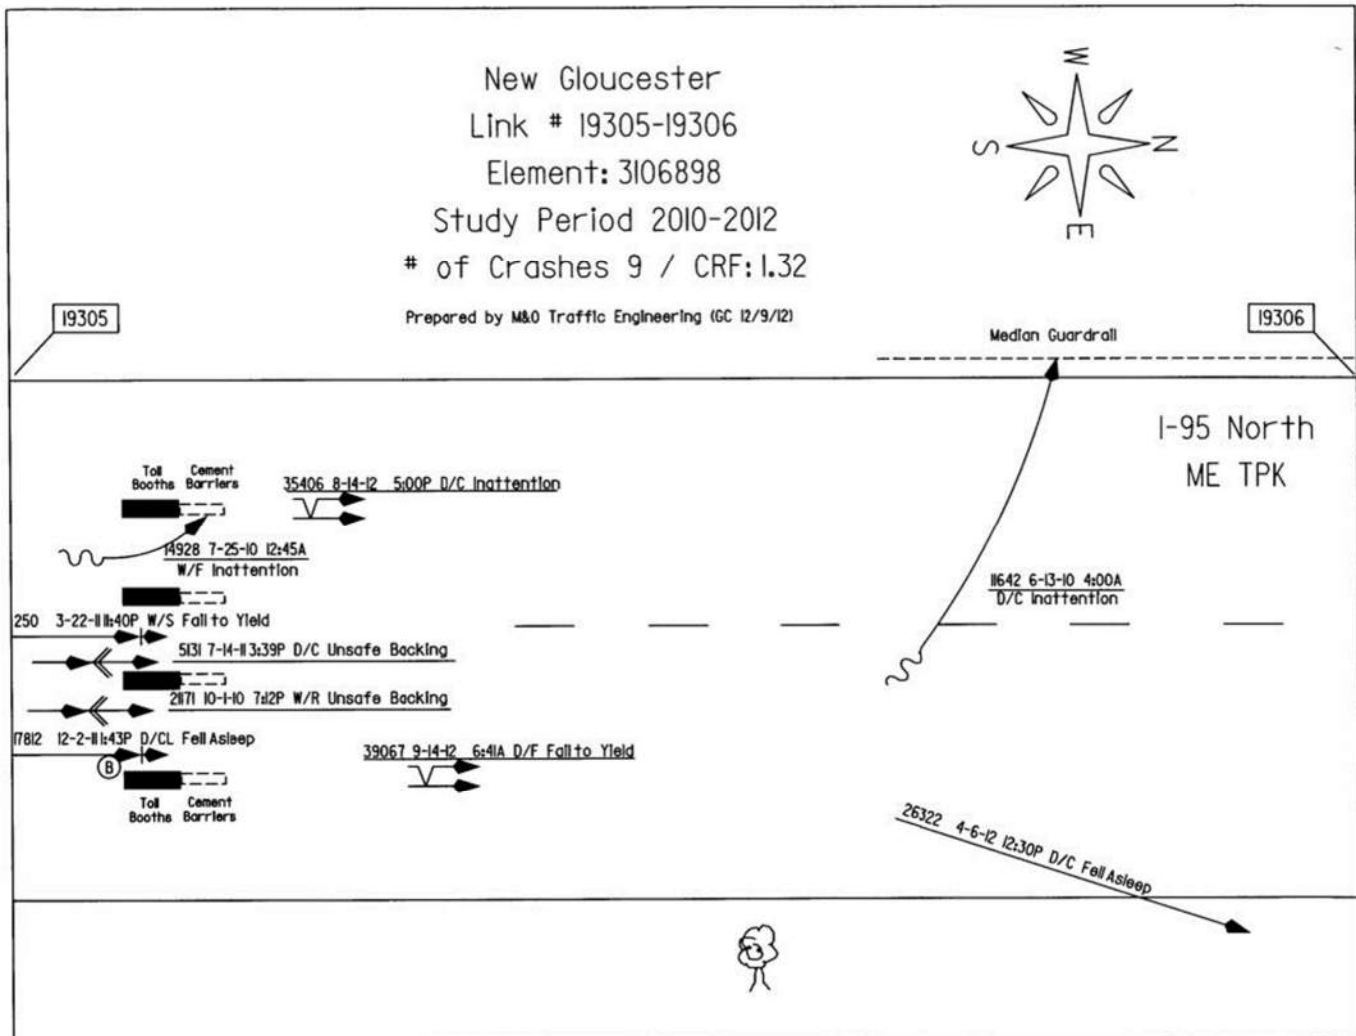 New Gloucester
Link # 19305-19306
Element: 3106898
Study Period 2010-2012
# of Crashes 9 / CRF: 1.32
Prepared by M&O Traffic Engineering (GC 12/9/12)
W
N
S
E
19305
19306
Median Guardrail
I-95 North
ME TPK
Toll Booths
Cement Barriers
35406 8-14-12 5:00P D/C Inattention
14928 7-25-10 12:45A
W/F Inattention
11642 6-13-10 4:00A
D/C Inattention
250 3-22-11 11:40P W/S Fail to Yield
5131 7-14-11 3:39P D/C Unsafe Backing
21171 10-1-10 7:12P W/R Unsafe Backing
17812 12-2-11 1:43P D/CL Fell Asleep
B
39067 9-14-12 6:41A D/F Fail to Yield
Toll Booths
Cement Barriers
26322 4-6-12 12:30P D/C Fell Asleep